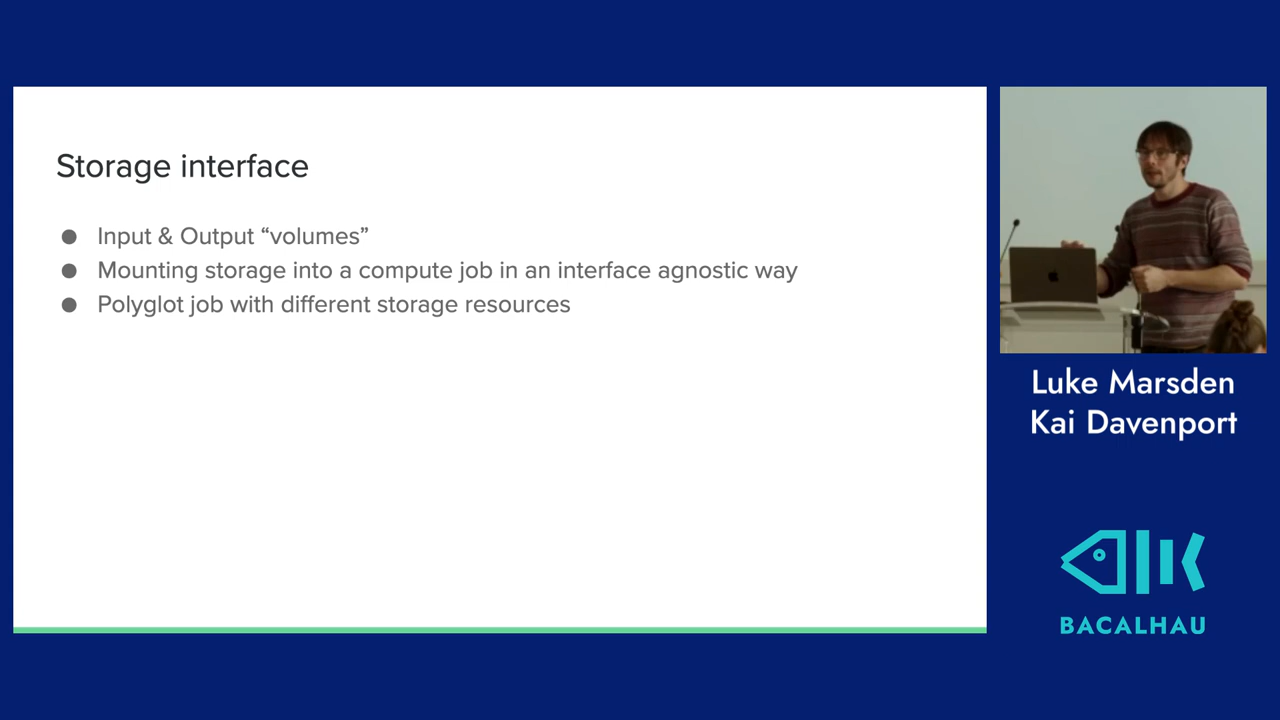 Storage interface
● Input & Output “volumes”
● Mounting storage into a compute job in an interface agnostic way
● Polyglot job with different storage resources
Luke Marsden
Kai Davenport
BACALHAU